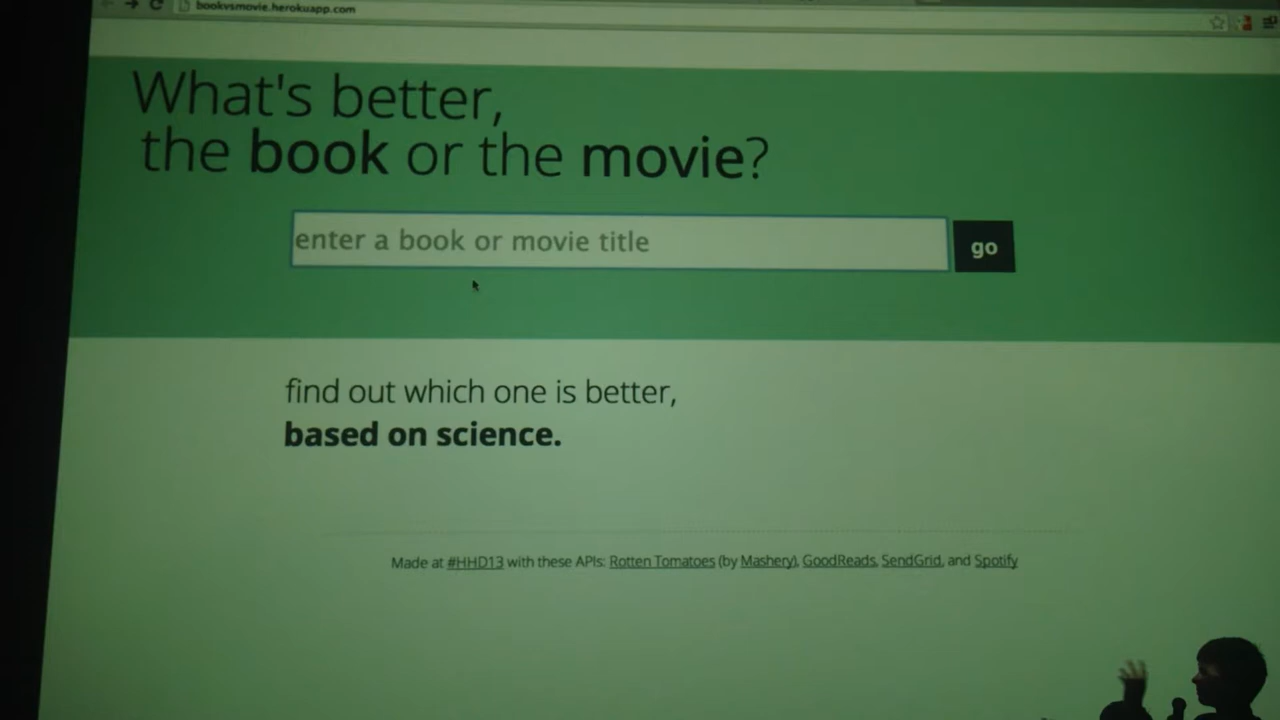 bookvsmovie.herokuapp.com
What's better,
the book or the movie?
enter a book or movie title
go
find out which one is better,
based on science.
Made at #HHD13 with these APIs: Rotten Tomatoes (by Mashery), GoodReads, SendGrid, and Spotify